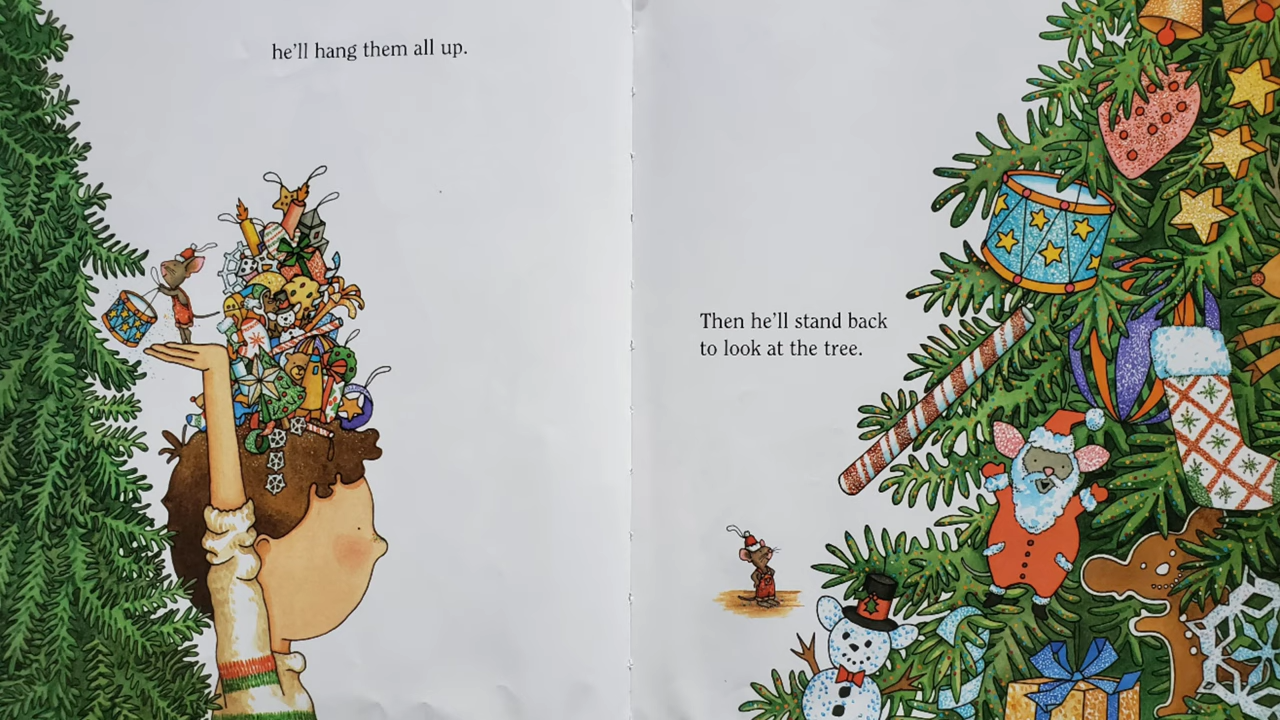 he'll hang them all up.
Then he'll stand back
to look at the tree.